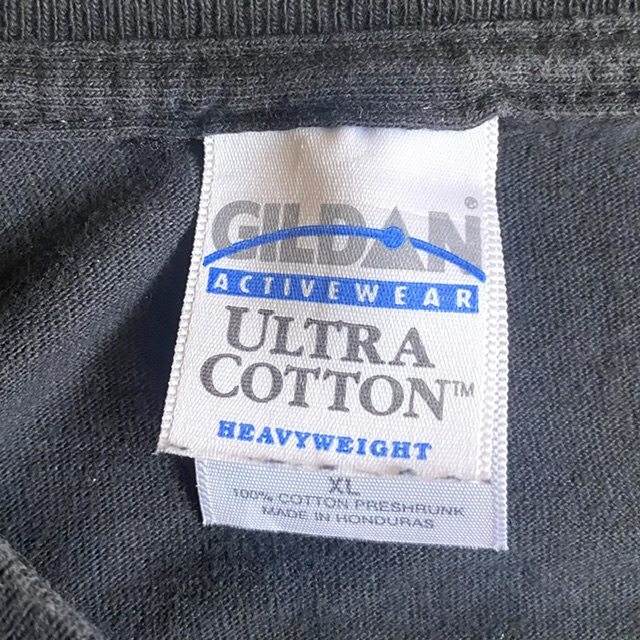 GILDAN®
ACTIVEWEAR
ULTRA
COTTON™
HEAVYWEIGHT
XL
100% COTTON PRESHRUNK
MADE IN HONDURAS